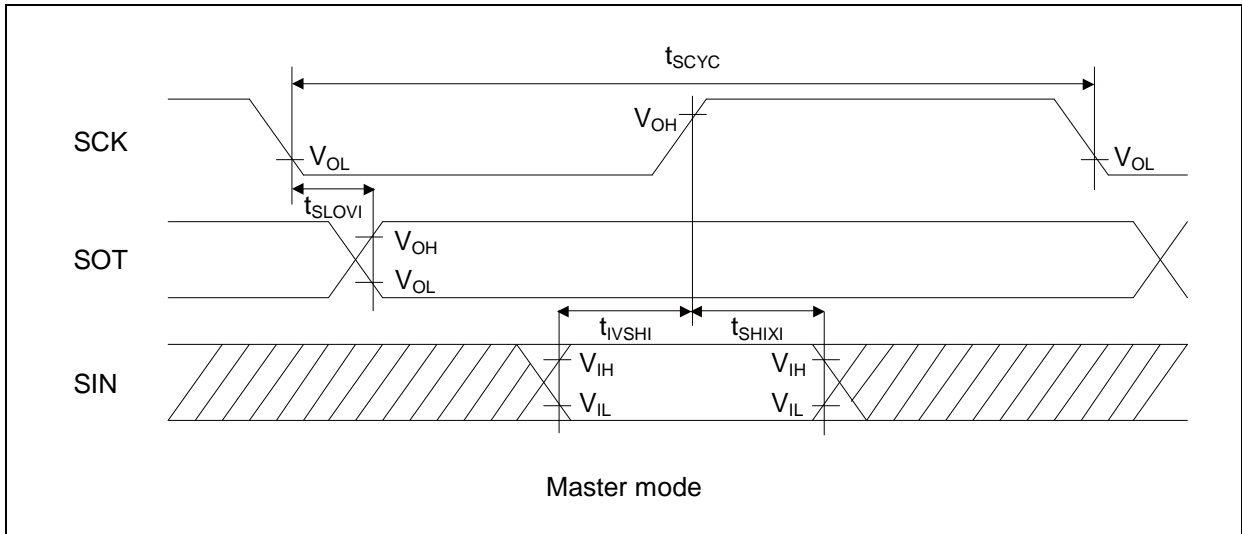 tSCYC
SCK
VOH
VOL
VOL
tSLOVI
SOT
VOH
VOL
tIVSHI
tSHIXI
SIN
VIH
VIH
VIL
VIL
Master mode